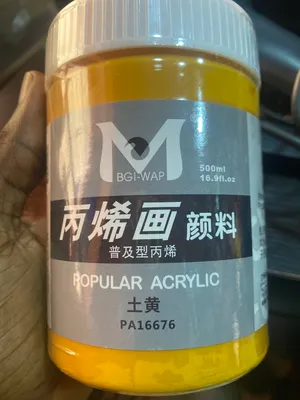 M
BGI-WAP
500ml
16.9fl.oz
丙烯画 颜料
普及型丙烯
POPULAR ACRYLIC
土黄
PA16676